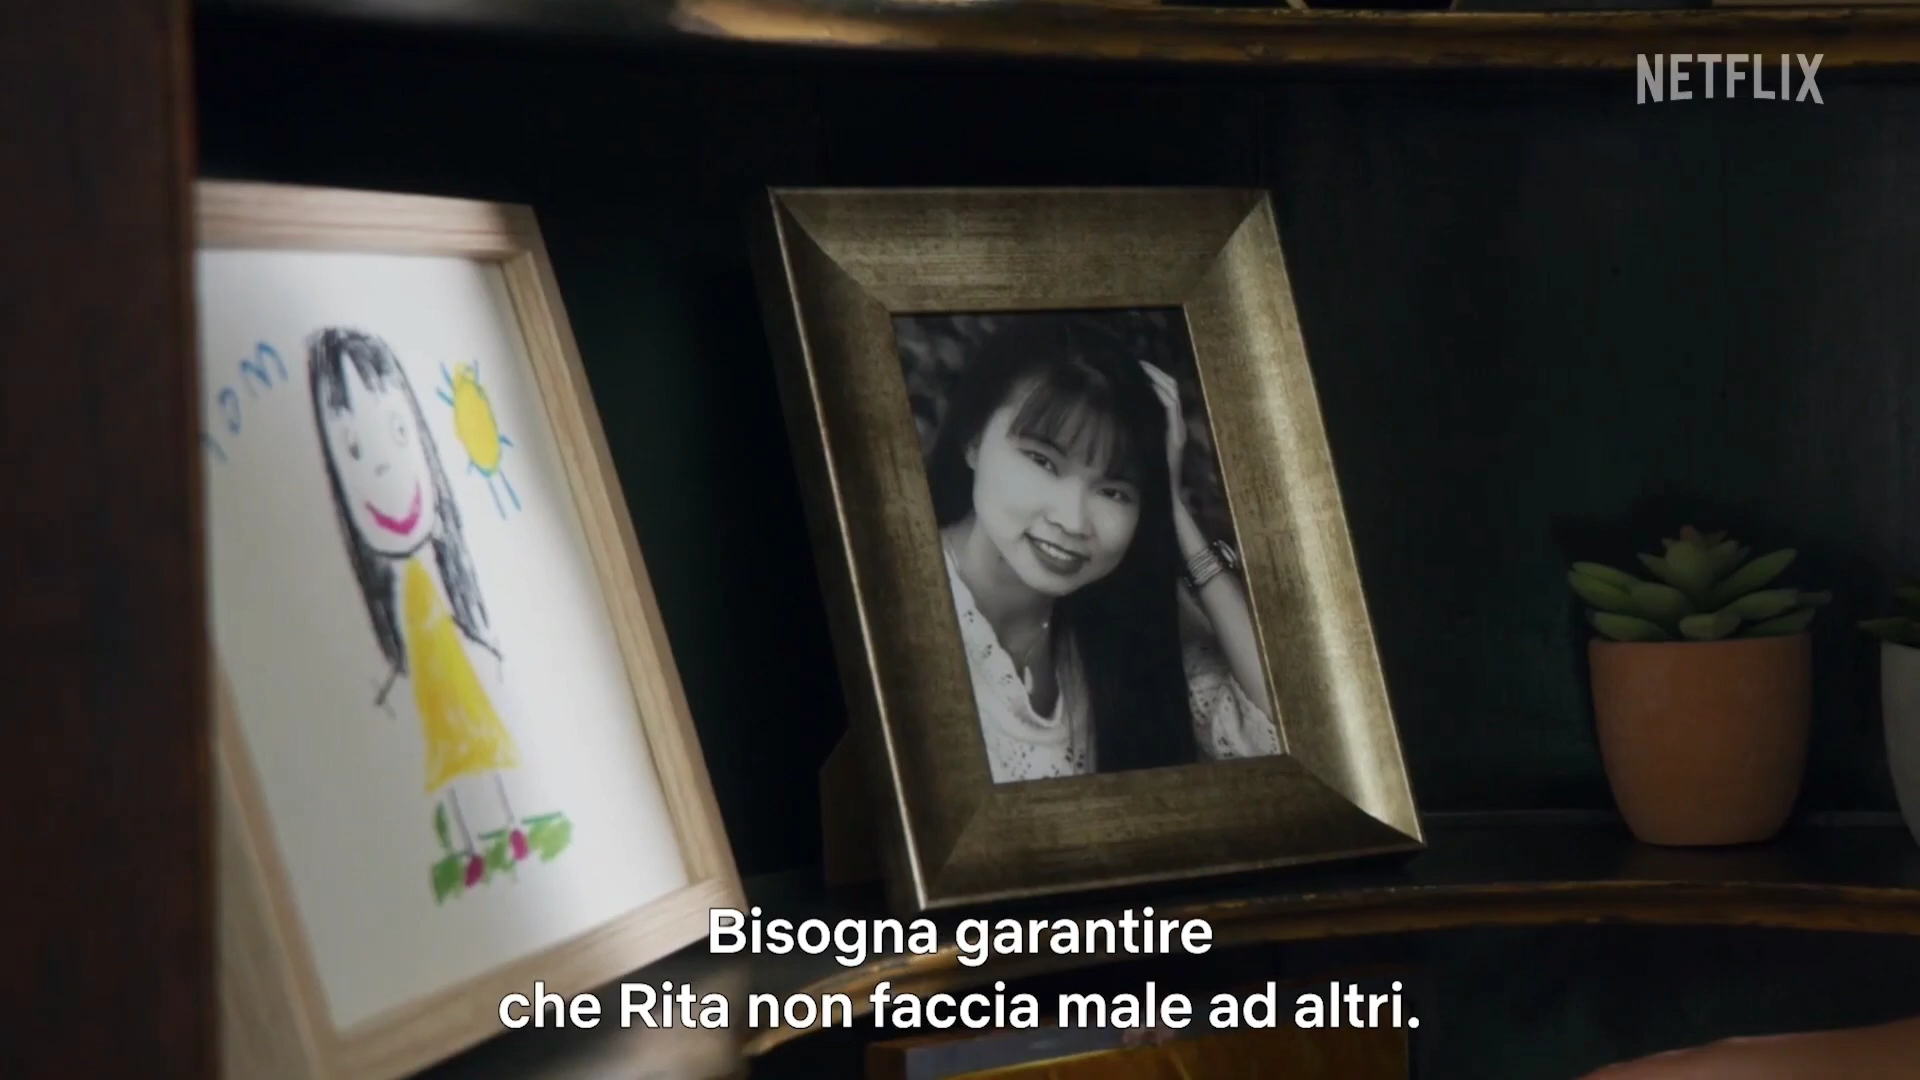 NETFLIX
Bisogna garantire
che Rita non faccia male ad altri.